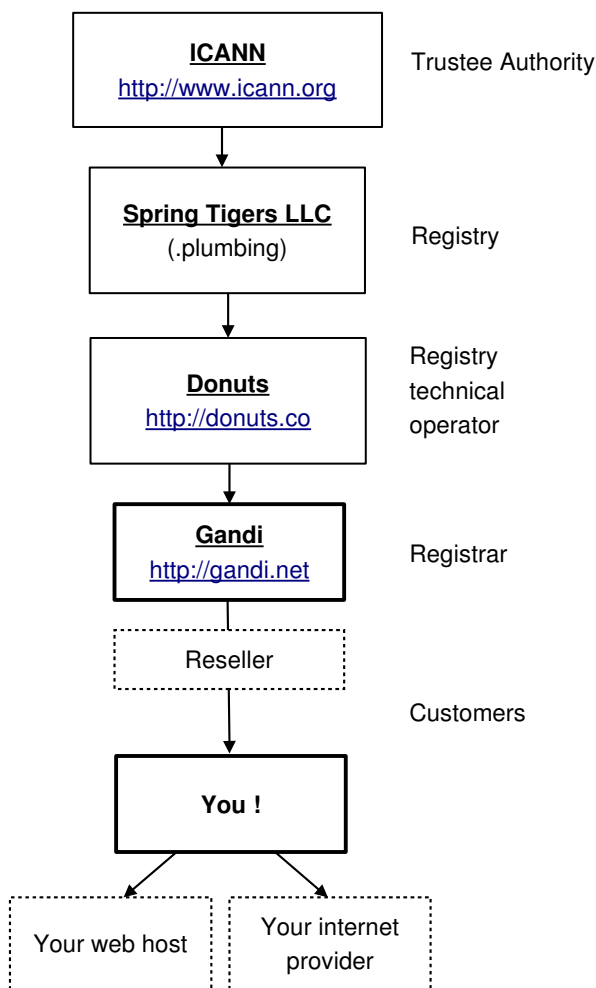 ICANN
http://www.icann.org
Trustee Authority
Spring Tigers LLC
(.plumbing)
Registry
Donuts
http://donuts.co
Registry
technical
operator
Gandi
http://gandi.net
Registrar
Reseller
Customers
You !
Your web host
Your internet
provider